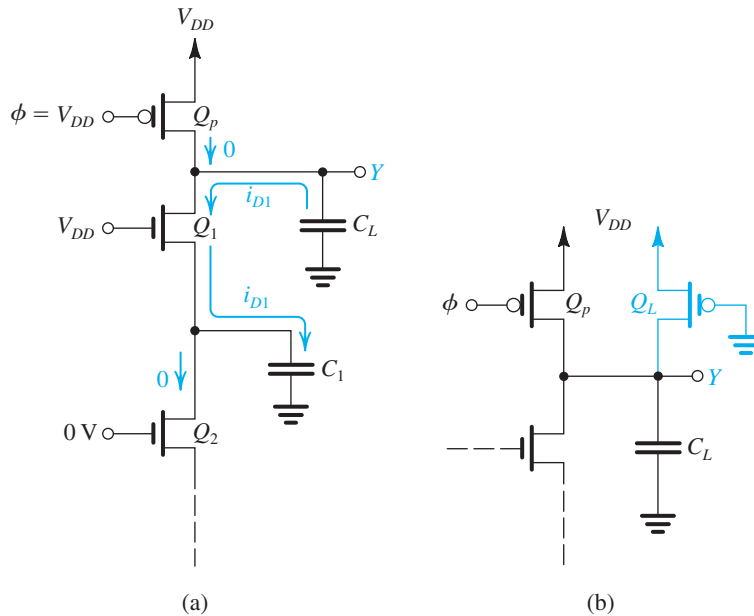 V_DD
ϕ = V_DD
Q_p
0
Y
i_D1
C_L
V_DD
Q_1
i_D1
0
C_1
0 V
Q_2
(a)
V_DD
ϕ
Q_p
Q_L
Y
C_L
(b)